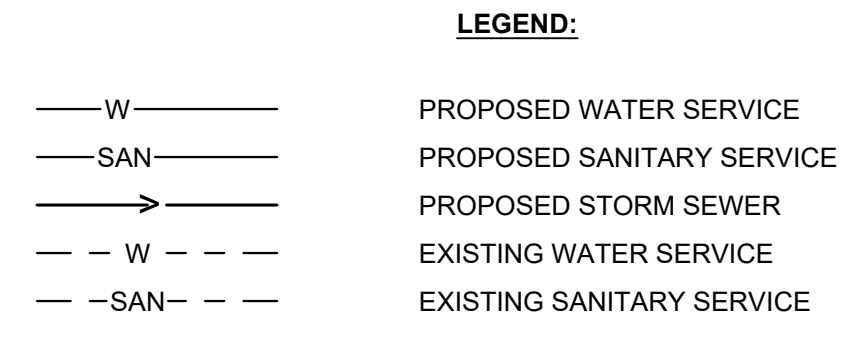 LEGEND:
W PROPOSED WATER SERVICE
SAN PROPOSED SANITARY SERVICE
PROPOSED STORM SEWER
W EXISTING WATER SERVICE
SAN EXISTING SANITARY SERVICE